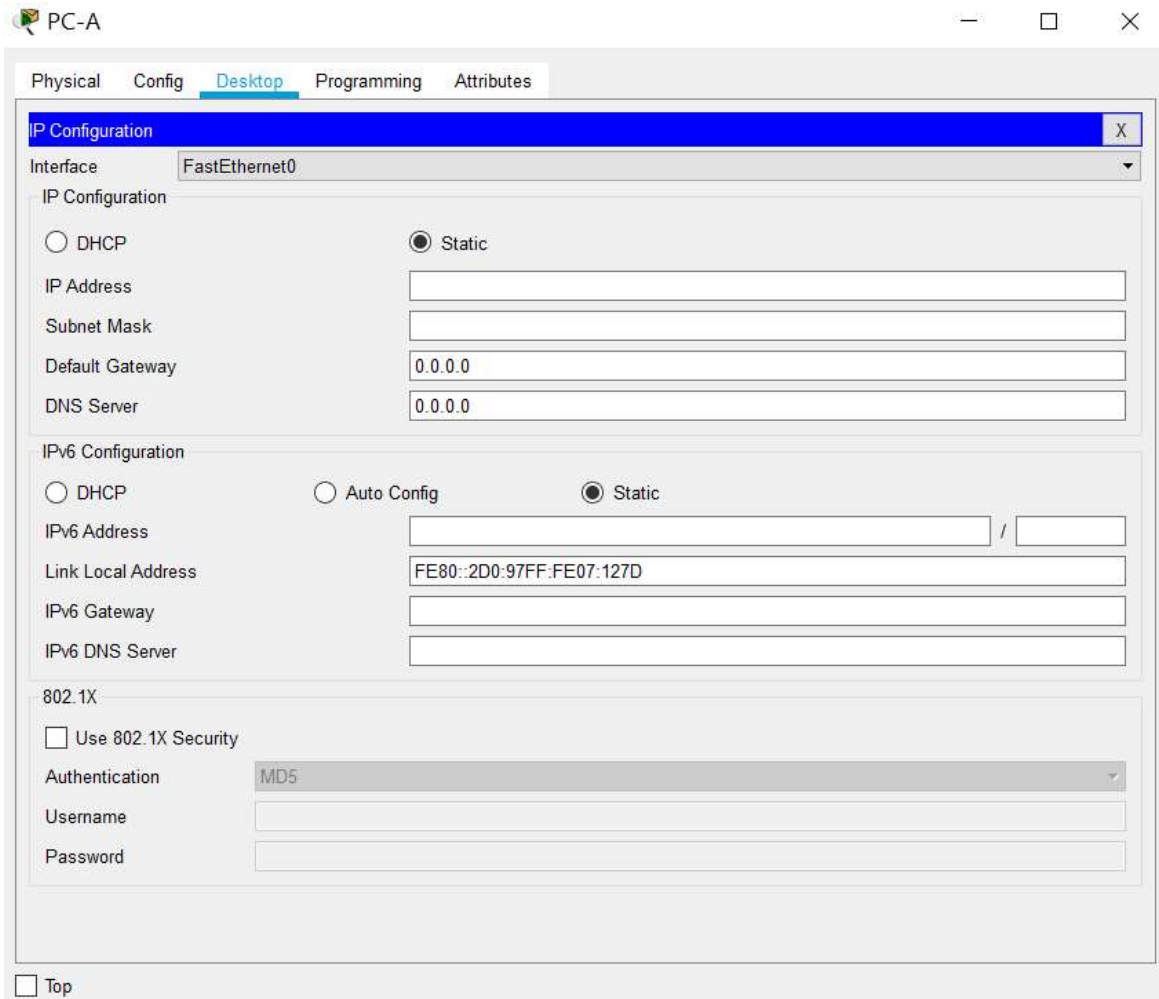 PC-A
Physical Config Desktop Programming Attributes
IP Configuration X
Interface FastEthernet0
IP Configuration
DHCP Static
IP Address
Subnet Mask
Default Gateway 0.0.0.0
DNS Server 0.0.0.0
IPv6 Configuration
DHCP Auto Config Static
IPv6 Address /
Link Local Address FE80::2D0:97FF:FE07:127D
IPv6 Gateway
IPv6 DNS Server
802.1X
Use 802.1X Security
Authentication MD5
Username
Password
Top